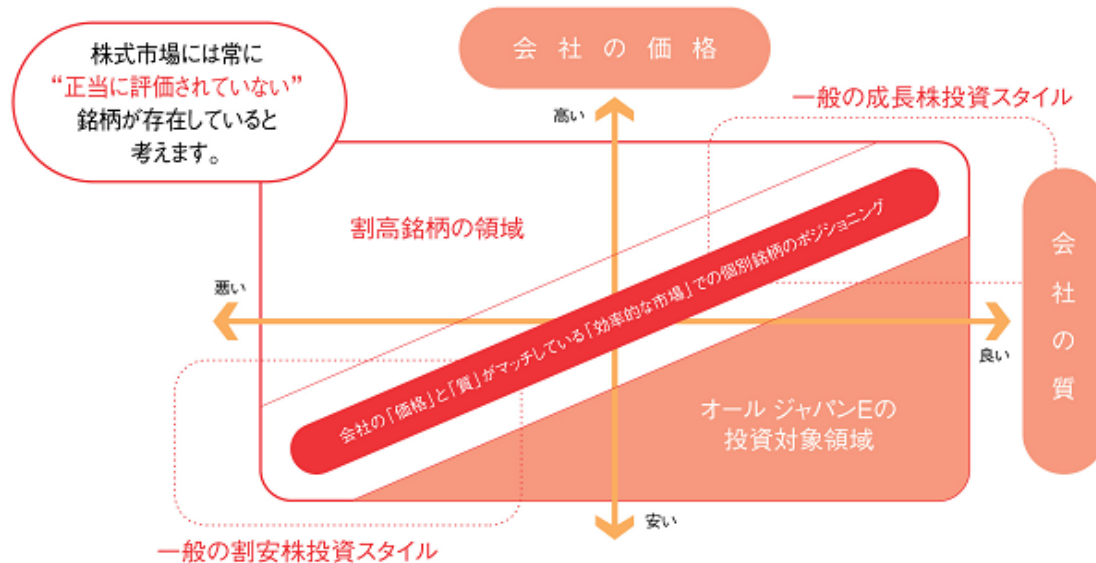 株式市場には常に
“正当に評価されていない”
銘柄が存在していると
考えます。
会社の価格
高い
一般の成長株投資スタイル
割高銘柄の領域
悪い
会社の「価格」と「質」がマッチしている「効率的な市場」での個別銘柄のポジショニング
良い
会社の質
オール ジャパンEの
投資対象領域
安い
一般の割安株投資スタイル